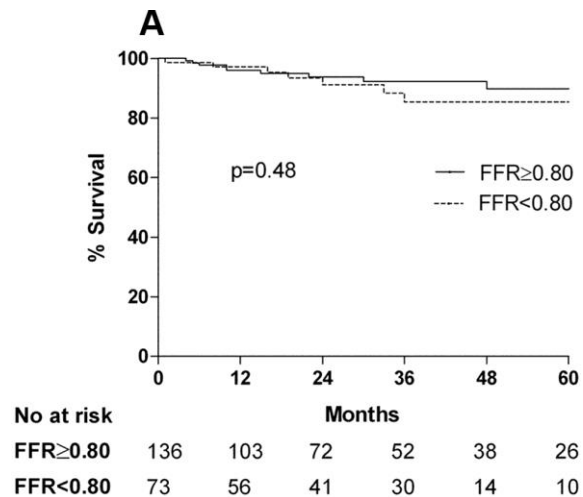 A
100
80
60
40
20
0
% Survival
p=0.48
FFR≥0.80
FFR<0.80
0 12 24 36 48 60
No at risk Months
FFR≥0.80 136 103 72 52 38 26
FFR<0.80 73 56 41 30 14 10